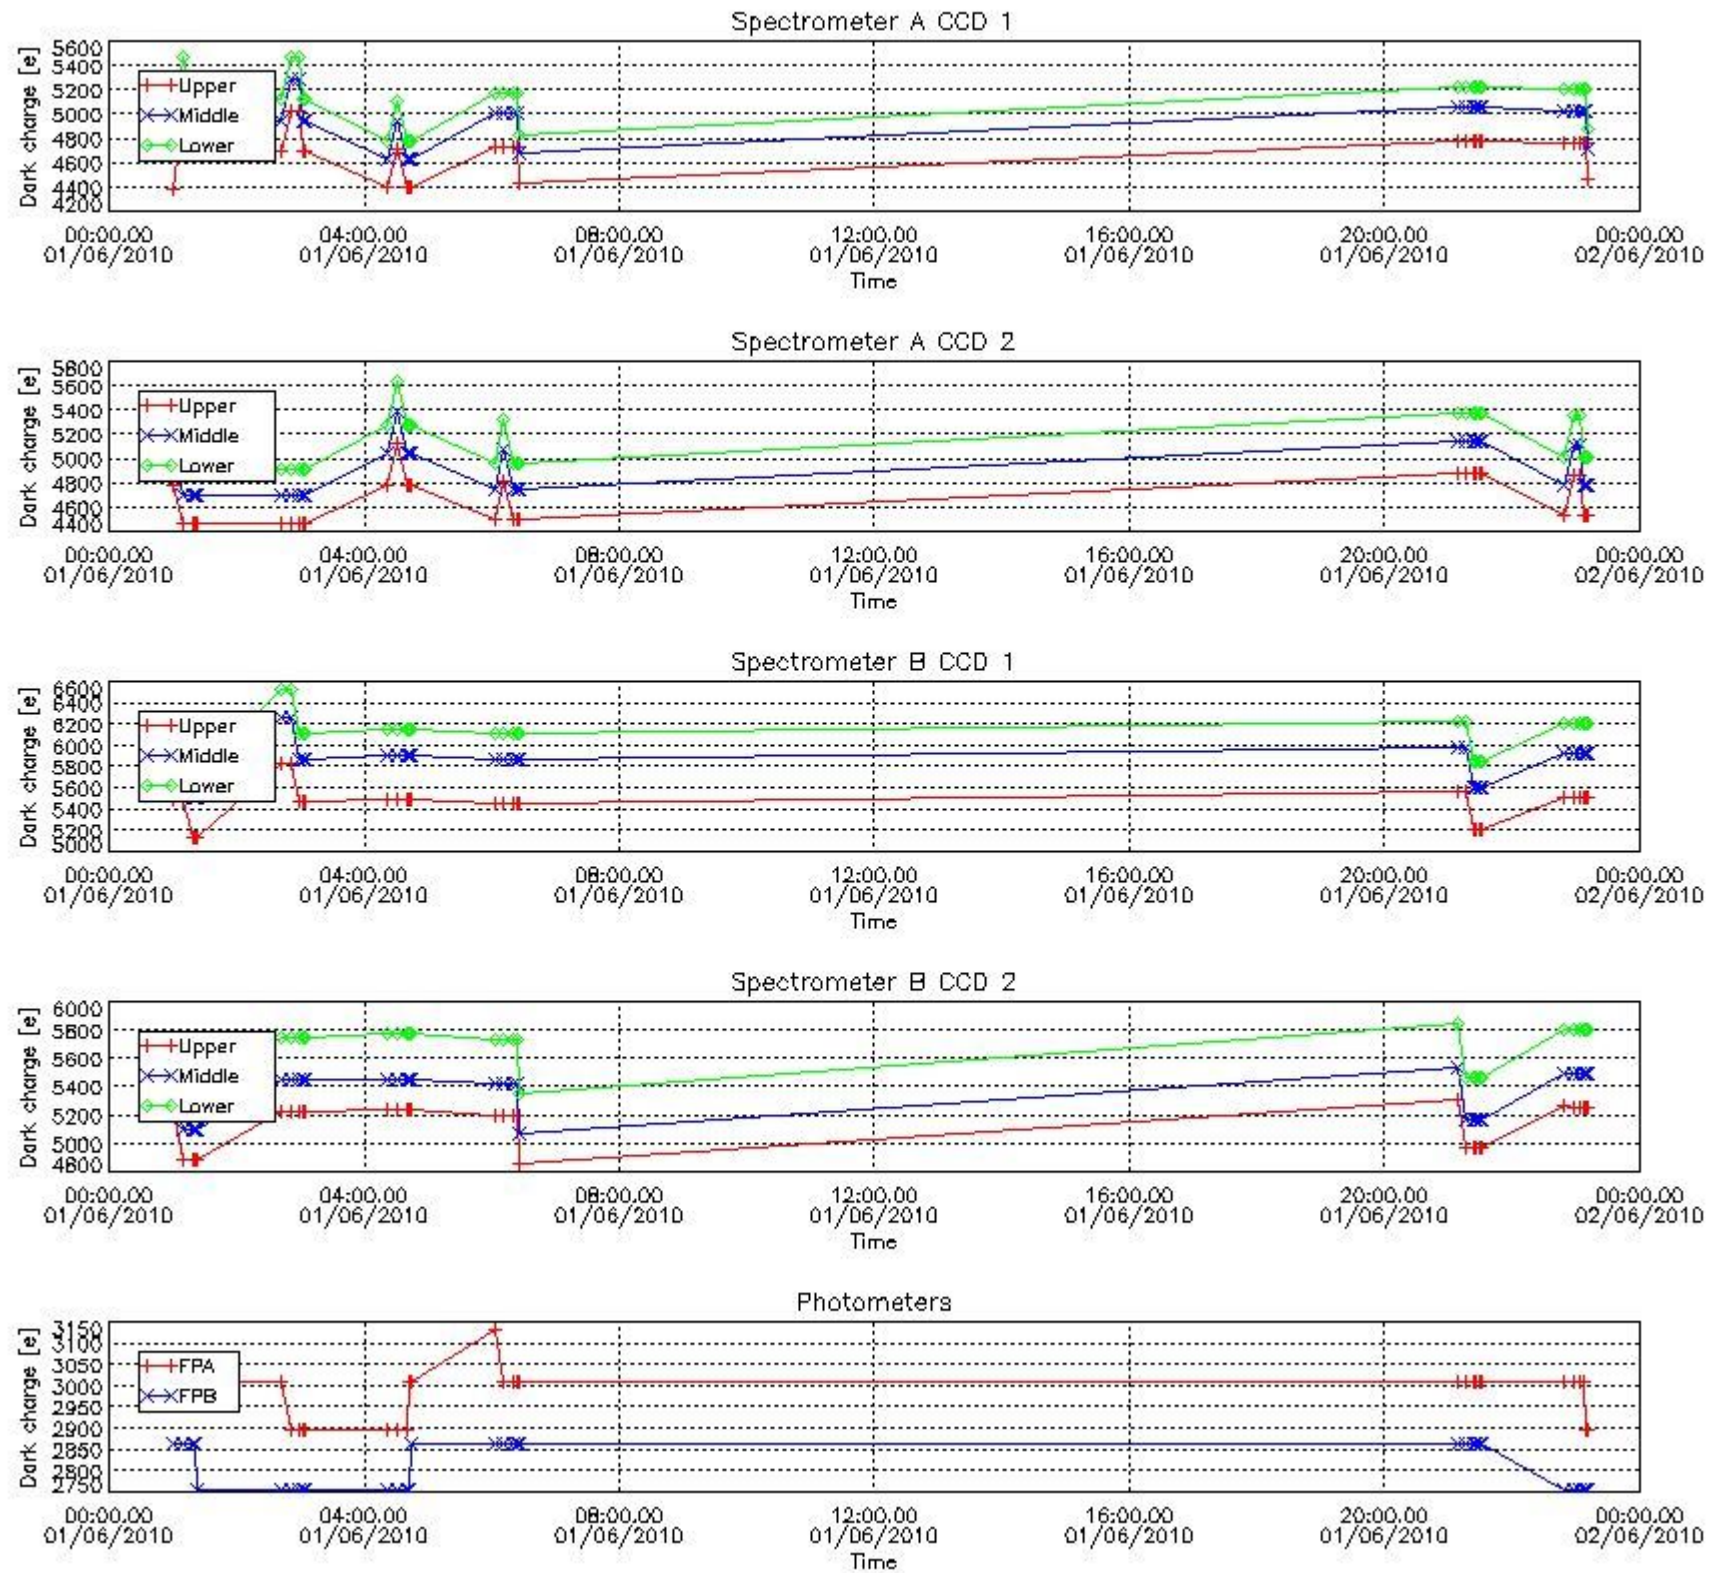 Spectrometer A CCD 1
Dark charge [e]
5600
5400
5200
5000
4800
4600
4400
4200
Upper
Middle
Lower
00:00.00 04:00.00 08:00.00 12:00.00 16:00.00 20:00.00 00:00.00
01/06/2010 01/06/2010 01/06/2010 01/06/2010 01/06/2010 01/06/2010 02/06/2010
Time
Spectrometer A CCD 2
Dark charge [e]
5800
5600
5400
5200
5000
4800
4600
4400
Upper
Middle
Lower
00:00.00 04:00.00 08:00.00 12:00.00 16:00.00 20:00.00 00:00.00
01/06/2010 01/06/2010 01/06/2010 01/06/2010 01/06/2010 01/06/2010 02/06/2010
Time
Spectrometer B CCD 1
Dark charge [e]
6600
6400
6200
6000
5800
5600
5400
5200
5000
Upper
Middle
Lower
00:00.00 04:00.00 08:00.00 12:00.00 16:00.00 20:00.00 00:00.00
01/06/2010 01/06/2010 01/06/2010 01/06/2010 01/06/2010 01/06/2010 02/06/2010
Time
Spectrometer B CCD 2
Dark charge [e]
6000
5800
5600
5400
5200
5000
4800
Upper
Middle
Lower
00:00.00 04:00.00 08:00.00 12:00.00 16:00.00 20:00.00 00:00.00
01/06/2010 01/06/2010 01/06/2010 01/06/2010 01/06/2010 01/06/2010 02/06/2010
Time
Photometers
Dark charge [e]
3150
3100
3050
3000
2950
2900
2850
2800
2750
FPA
FPB
00:00.00 04:00.00 08:00.00 12:00.00 16:00.00 20:00.00 00:00.00
01/06/2010 01/06/2010 01/06/2010 01/06/2010 01/06/2010 01/06/2010 02/06/2010
Time